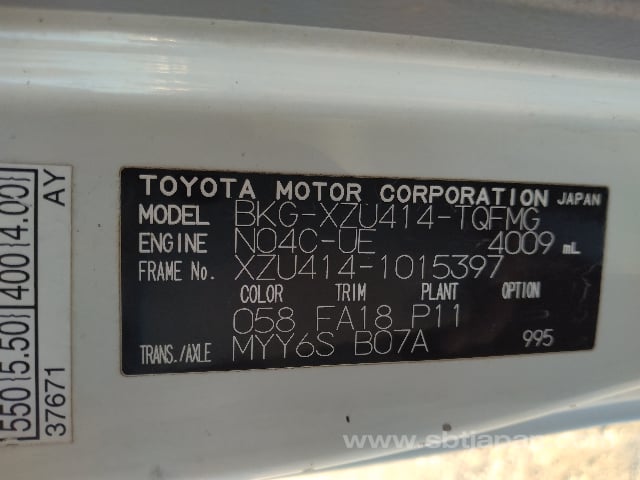 TOYOTA MOTOR CORPORATION JAPAN
MODEL BKG-XZU414-TQFMG
ENGINE N04C-UE 4009 mL
FRAME No. XZU414-1015397
COLOR TRIM PLANT OPTION
058 FA18 P11
TRANS./AXLE MYY6S B07A 995
550 5.50 400 4.00
37671 AY
www.sbtjapan.com